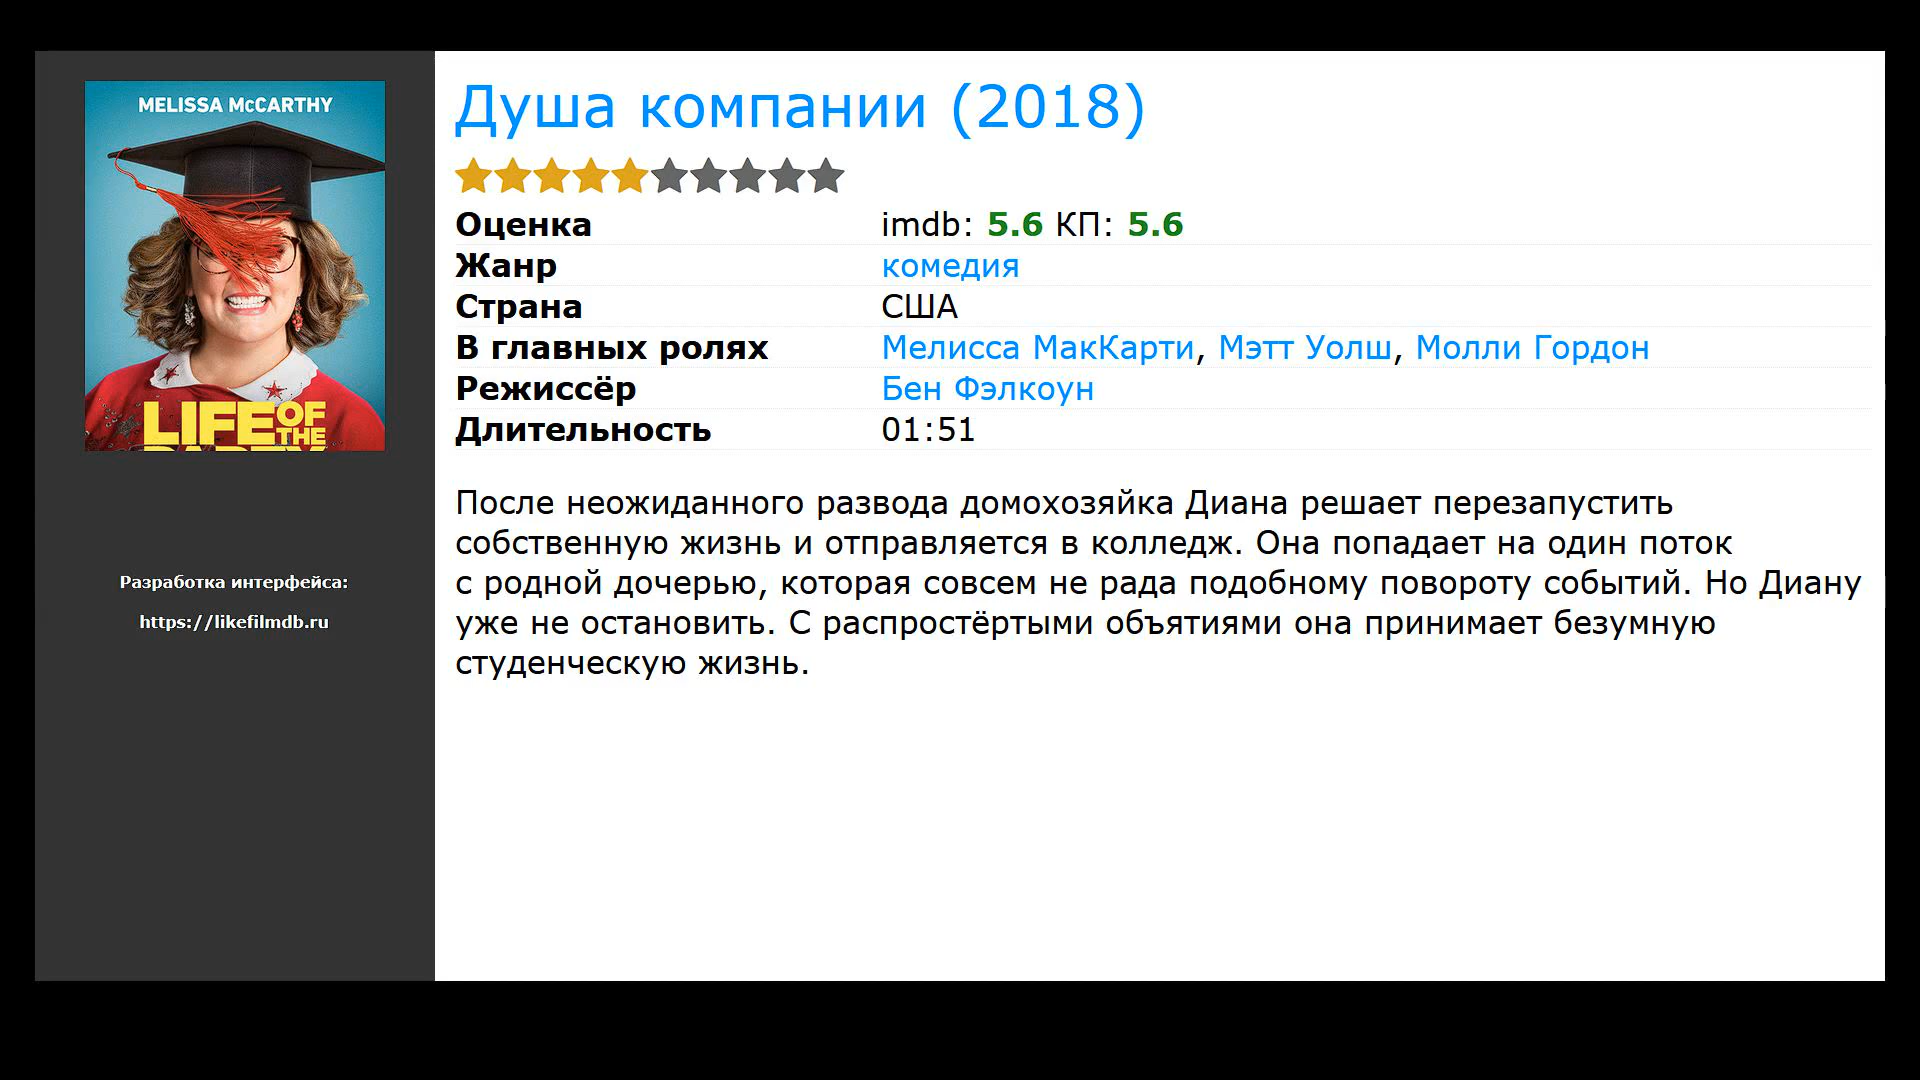 MELISSA McCARTHY
LIFE OF
THE
PARTY
Разработка интерфейса:
https://likefilmdb.ru
Душа компании (2018)
Оценка imdb: 5.6 КП: 5.6
Жанр комедия
Страна США
В главных ролях Мелисса МакКарти, Мэтт Уолш, Молли Гордон
Режиссёр Бен Фэлкоун
Длительность 01:51
После неожиданного развода домохозяйка Диана решает перезапустить
собственную жизнь и отправляется в колледж. Она попадает на один поток
с родной дочерью, которая совсем не рада подобному повороту событий. Но Диану
уже не остановить. С распростёртыми объятиями она принимает безумную
студенческую жизнь.